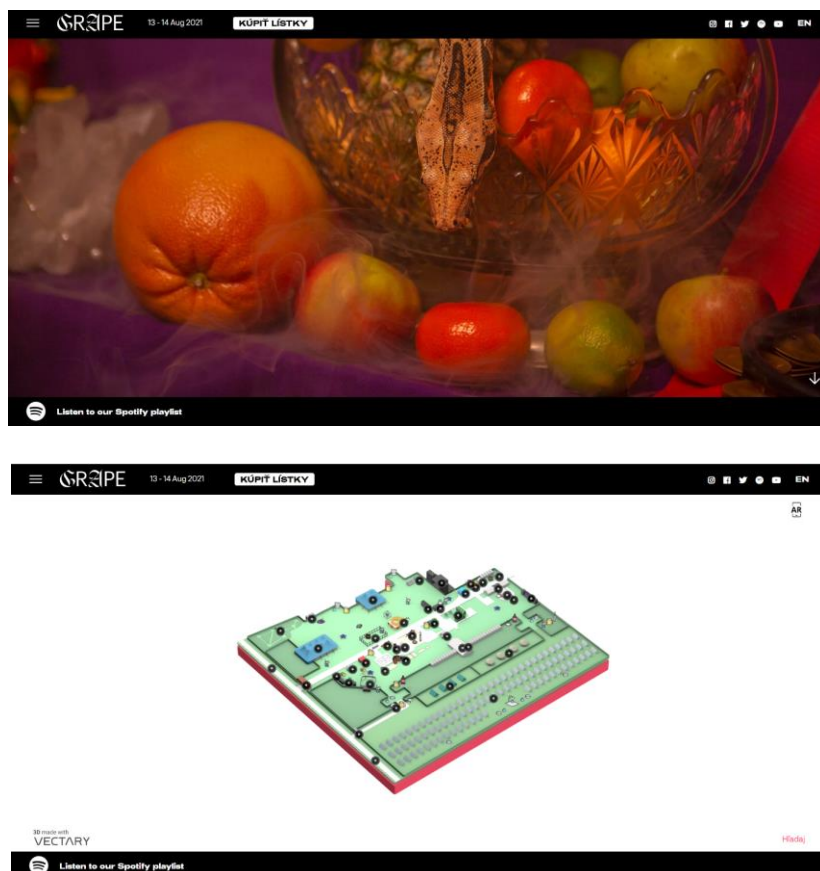 GRAPE 13 - 14 Aug 2021 KÚPIŤ LÍSTKY EN
Listen to our Spotify playlist
GRAPE 13 - 14 Aug 2021 KÚPIŤ LÍSTKY EN
AR
3D made with
VECTARY
Hľadaj
Listen to our Spotify playlist